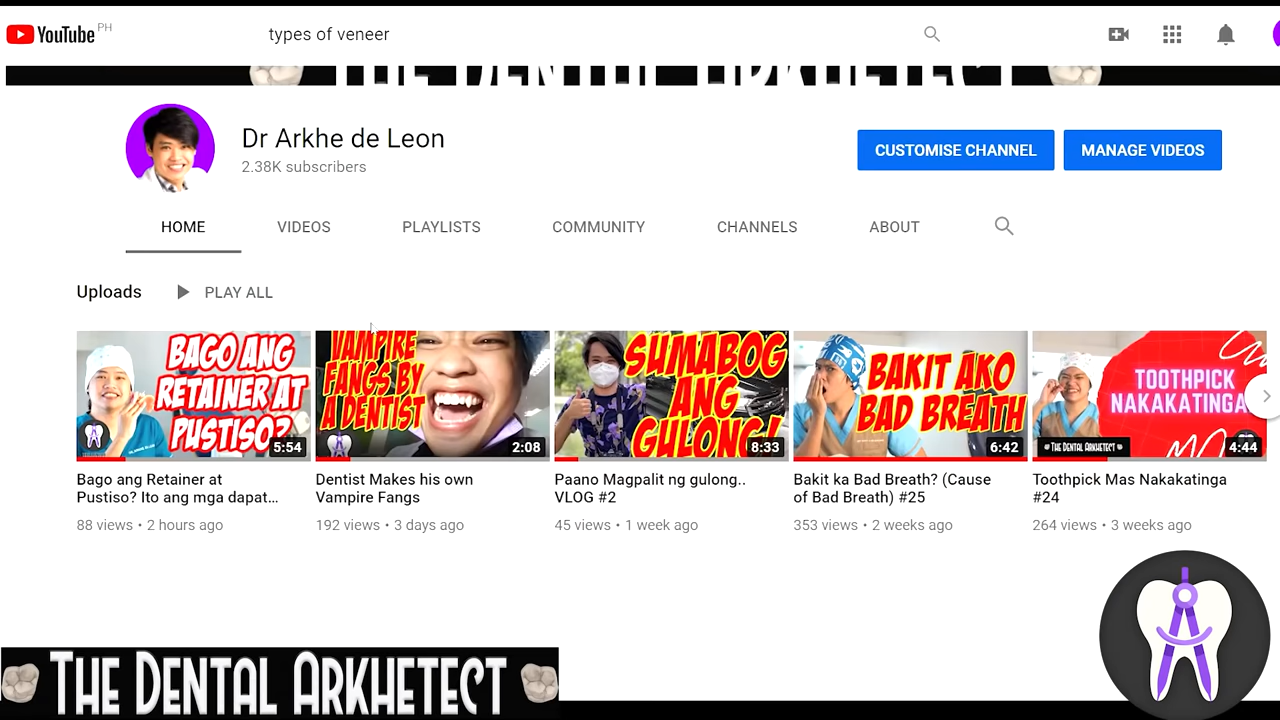 YouTube PH
types of veneer
THE DENTAL ARKHETECT
Dr Arkhe de Leon
2.38K subscribers
CUSTOMISE CHANNEL
MANAGE VIDEOS
HOME VIDEOS PLAYLISTS COMMUNITY CHANNELS ABOUT
Uploads PLAY ALL
BAGO ANG
RETAINER AT
PUSTISO?
5:54
VAMPIRE
FANGS BY
A DENTIST
2:08
SUMABOG
ANG
GULONG!
8:33
BAKIT AKO
BAD BREATH
6:42
TOOTHPICK
NAKAKATINGA
THE DENTAL ARKHETECT
4:44
Bago ang Retainer at
Pustiso? Ito ang mga dapat...
88 views • 2 hours ago
Dentist Makes his own
Vampire Fangs
192 views • 3 days ago
Paano Magpalit ng gulong..
VLOG #2
45 views • 1 week ago
Bakit ka Bad Breath? (Cause
of Bad Breath) #25
353 views • 2 weeks ago
Toothpick Mas Nakakatinga
#24
264 views • 3 weeks ago
THE DENTAL ARKHETECT